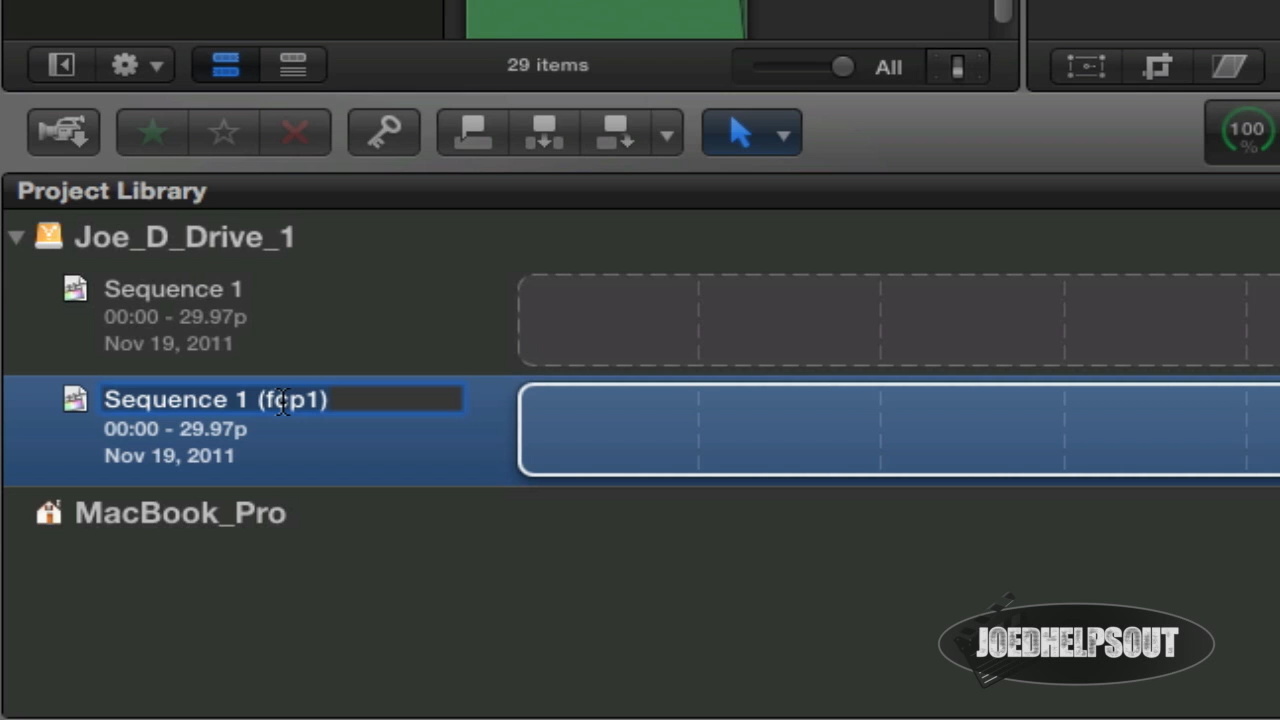 29 items
All
100
%
Project Library
Joe_D_Drive_1
Sequence 1
00:00 - 29.97p
Nov 19, 2011
Sequence 1 (fcp1)
00:00 - 29.97p
Nov 19, 2011
MacBook_Pro
JOEDHELPSOUT